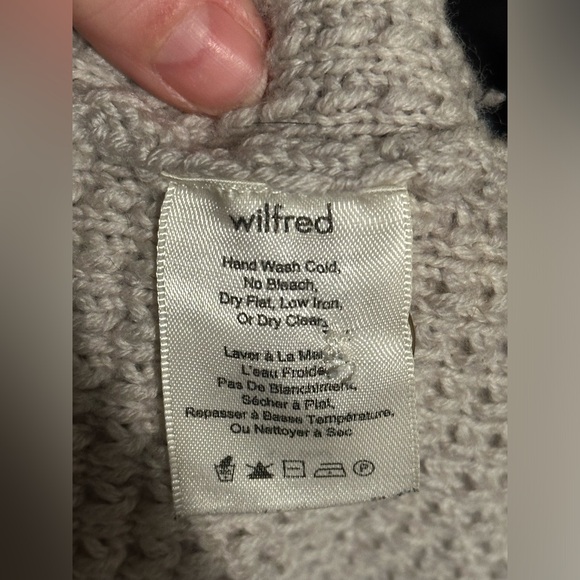 wilfred
Hand Wash Cold,
No Bleach,
Dry Flat, Low Iron,
Or Dry Clean,
Laver à La Main
L'eau Froide,
Pas De Blanchiment,
Sécher à Plat,
Repasser à Basse Température,
Ou Nettoyer à Sec
P